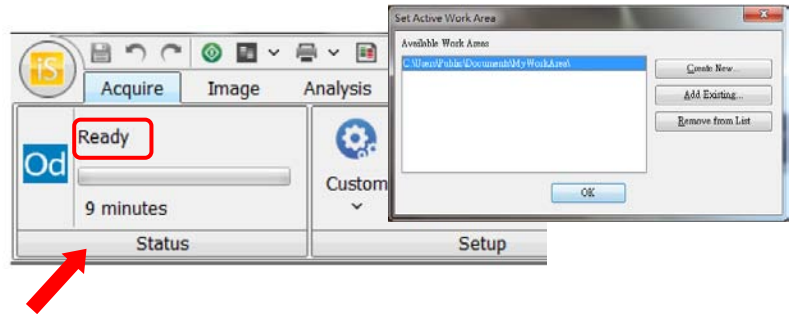 Set Active Work Area
Available Work Areas
C:\Users\Public\Documents\MyWorkArea\
Create New...
Add Existing...
Remove from List
OK
iS
Acquire
Image
Analysis
Od
Ready
9 minutes
Custom
Status
Setup